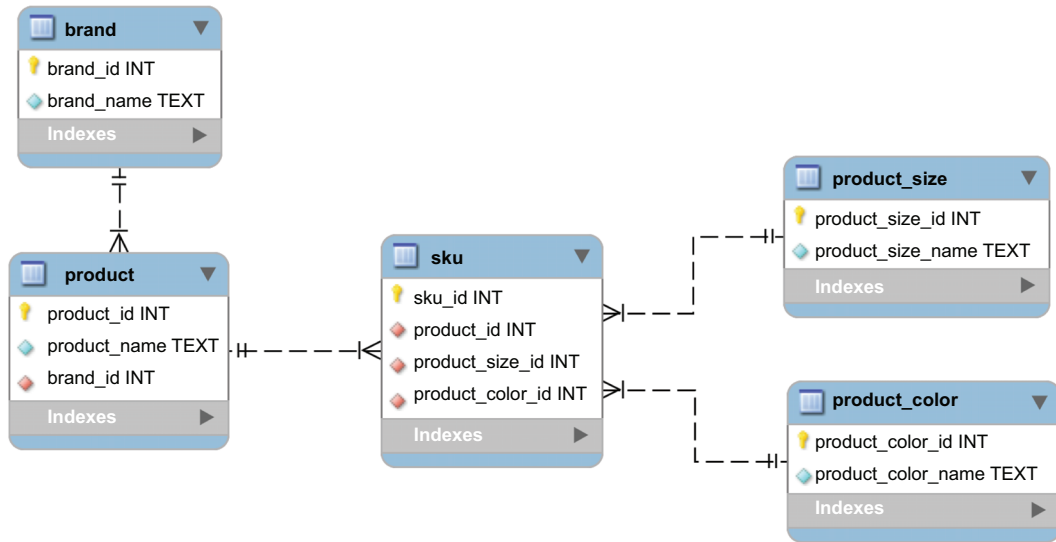 brand
brand_id INT
brand_name TEXT
Indexes
product
product_id INT
product_name TEXT
brand_id INT
Indexes
sku
sku_id INT
product_id INT
product_size_id INT
product_color_id INT
Indexes
product_size
product_size_id INT
product_size_name TEXT
Indexes
product_color
product_color_id INT
product_color_name TEXT
Indexes